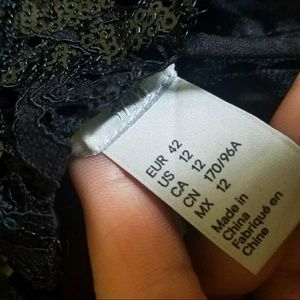 EUR 42
US 12
CA 12
CN 170/96A
MX 12
Made in
China
Fabriqué en
Chine